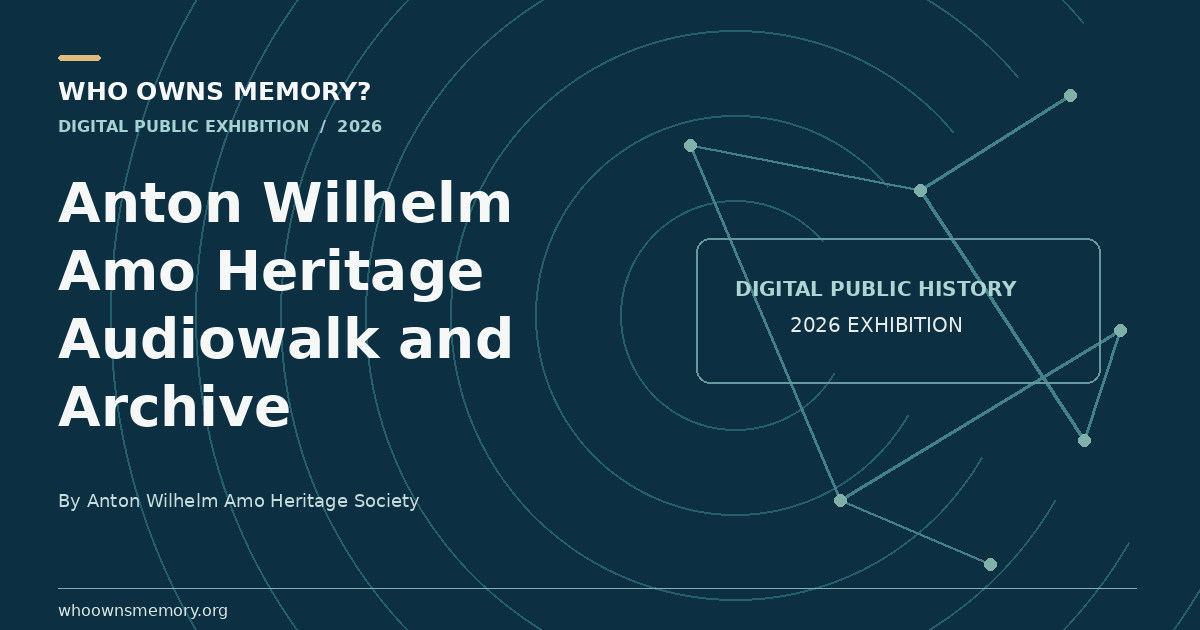 WHO OWNS MEMORY?
DIGITAL PUBLIC EXHIBITION / 2026
Anton Wilhelm
Amo Heritage
Audiowalk and
Archive
By Anton Wilhelm Amo Heritage Society
DIGITAL PUBLIC HISTORY
2026 EXHIBITION
whoownsmemory.org